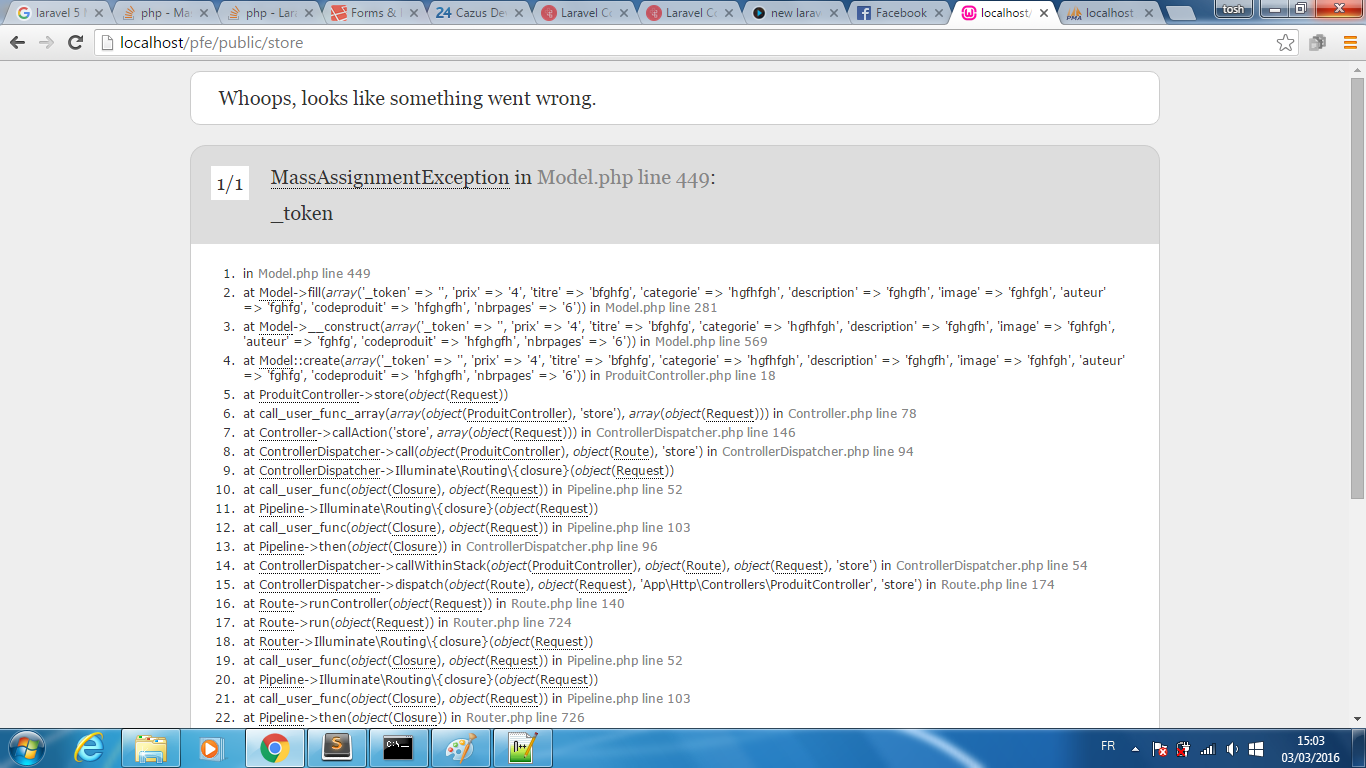 laravel 5 M
php - Mas
php - Lara
Forms &
Cazus De
Laravel C
Laravel Cu
new larav
Facebook
localhost/
localhost
tosh
localhost/pfe/public/store
Whoops, looks like something went wrong.
1/1
MassAssignmentException in Model.php line 449:
_token
1. in Model.php line 449
2. at Model->fill(array('_token' => '', 'prix' => '4', 'titre' => 'bfghfg', 'categorie' => 'hgfhfgh', 'description' => 'fghgfh', 'image' => 'fghfgh', 'auteur'
=> 'fghfg', 'codeproduit' => 'hfghgfh', 'nbrpages' => '6')) in Model.php line 281
3. at Model->__construct(array('_token' => '', 'prix' => '4', 'titre' => 'bfghfg', 'categorie' => 'hgfhfgh', 'description' => 'fghgfh', 'image' => 'fghfgh',
'auteur' => 'fghfg', 'codeproduit' => 'hfghgfh', 'nbrpages' => '6')) in Model.php line 569
4. at Model::create(array('_token' => '', 'prix' => '4', 'titre' => 'bfghfg', 'categorie' => 'hgfhfgh', 'description' => 'fghgfh', 'image' => 'fghfgh', 'auteur'
=> 'fghfg', 'codeproduit' => 'hfghgfh', 'nbrpages' => '6')) in ProduitController.php line 18
5. at ProduitController->store(object(Request))
6. at call_user_func_array(array(object(ProduitController), 'store'), array(object(Request))) in Controller.php line 78
7. at Controller->callAction('store', array(object(Request))) in ControllerDispatcher.php line 146
8. at ControllerDispatcher->call(object(ProduitController), object(Route), 'store') in ControllerDispatcher.php line 94
9. at ControllerDispatcher->Illuminate\Routing\{closure}(object(Request))
10. at call_user_func(object(Closure), object(Request)) in Pipeline.php line 52
11. at Pipeline->Illuminate\Routing\{closure}(object(Request))
12. at call_user_func(object(Closure), object(Request)) in Pipeline.php line 103
13. at Pipeline->then(object(Closure)) in ControllerDispatcher.php line 96
14. at ControllerDispatcher->callWithinStack(object(ProduitController), object(Route), object(Request), 'store') in ControllerDispatcher.php line 54
15. at ControllerDispatcher->dispatch(object(Route), object(Request), 'App\Http\Controllers\ProduitController', 'store') in Route.php line 174
16. at Route->runController(object(Request)) in Route.php line 140
17. at Route->run(object(Request)) in Router.php line 724
18. at Router->Illuminate\Routing\{closure}(object(Request))
19. at call_user_func(object(Closure), object(Request)) in Pipeline.php line 52
20. at Pipeline->Illuminate\Routing\{closure}(object(Request))
21. at call_user_func(object(Closure), object(Request)) in Pipeline.php line 103
22. at Pipeline->then(object(Closure)) in Router.php line 726
FR
15:03
03/03/2016